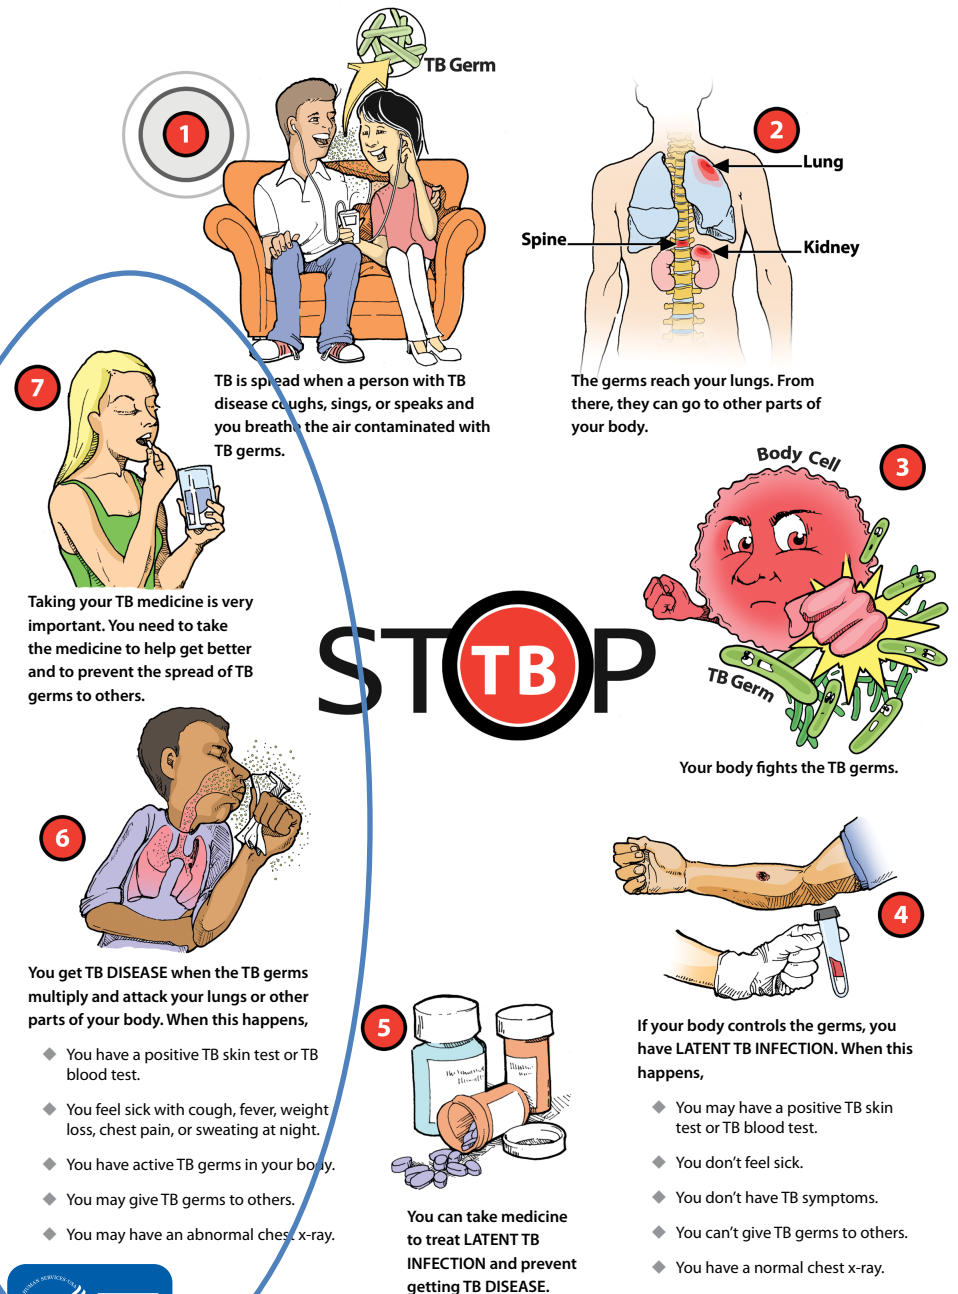 TB Germ
1
2
Lung
Spine
Kidney
TB is spread when a person with TB
disease coughs, sings, or speaks and
you breathe the air contaminated with
TB germs.
The germs reach your lungs. From
there, they can go to other parts of
your body.
3
Body Cell
TB Germ
Your body fights the TB germs.
4
If your body controls the germs, you
have LATENT TB INFECTION. When this
happens,
You may have a positive TB skin
test or TB blood test.
You don't feel sick.
You don't have TB symptoms.
You can't give TB germs to others.
You have a normal chest x-ray.
5
You can take medicine
to treat LATENT TB
INFECTION and prevent
getting TB DISEASE.
6
You get TB DISEASE when the TB germs
multiply and attack your lungs or other
parts of your body. When this happens,
You have a positive TB skin test or TB
blood test.
You feel sick with cough, fever, weight
loss, chest pain, or sweating at night.
You have active TB germs in your body.
You may give TB germs to others.
You may have an abnormal chest x-ray.
7
Taking your TB medicine is very
important. You need to take
the medicine to help get better
and to prevent the spread of TB
germs to others.
STOP
TB
HUMAN SERVICES·USA